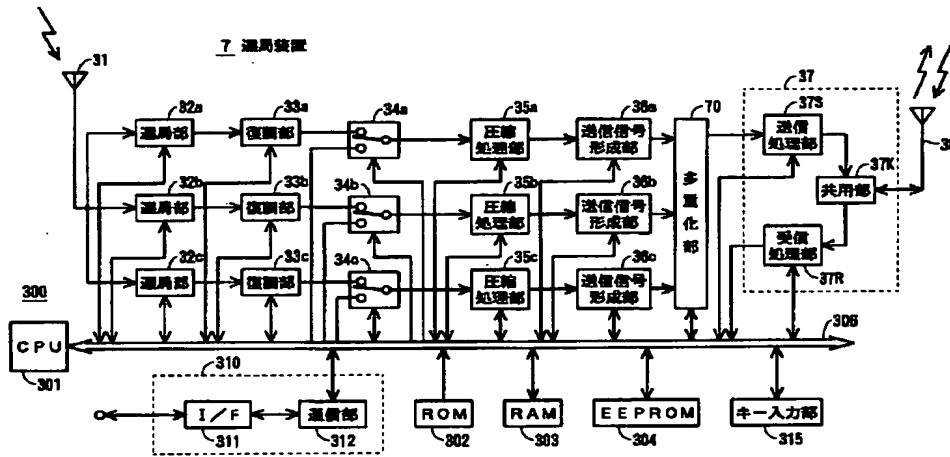 7 選局装置
31
32a
33a
34a
35a
36a
70
37
37S
選局部
復調部
圧縮
処理部
送信信号
形成部
送信
処理部
32b
33b
34b
35b
36b
37K
選局部
復調部
圧縮
処理部
送信信号
形成部
多重化部
共用部
32c
33c
34c
35c
36c
選局部
復調部
圧縮
処理部
送信信号
形成部
受信
処理部
37R
300
CPU
301
306
310
I/F
通信部
ROM
RAM
EEPROM
キー入力部
311
312
302
303
304
315